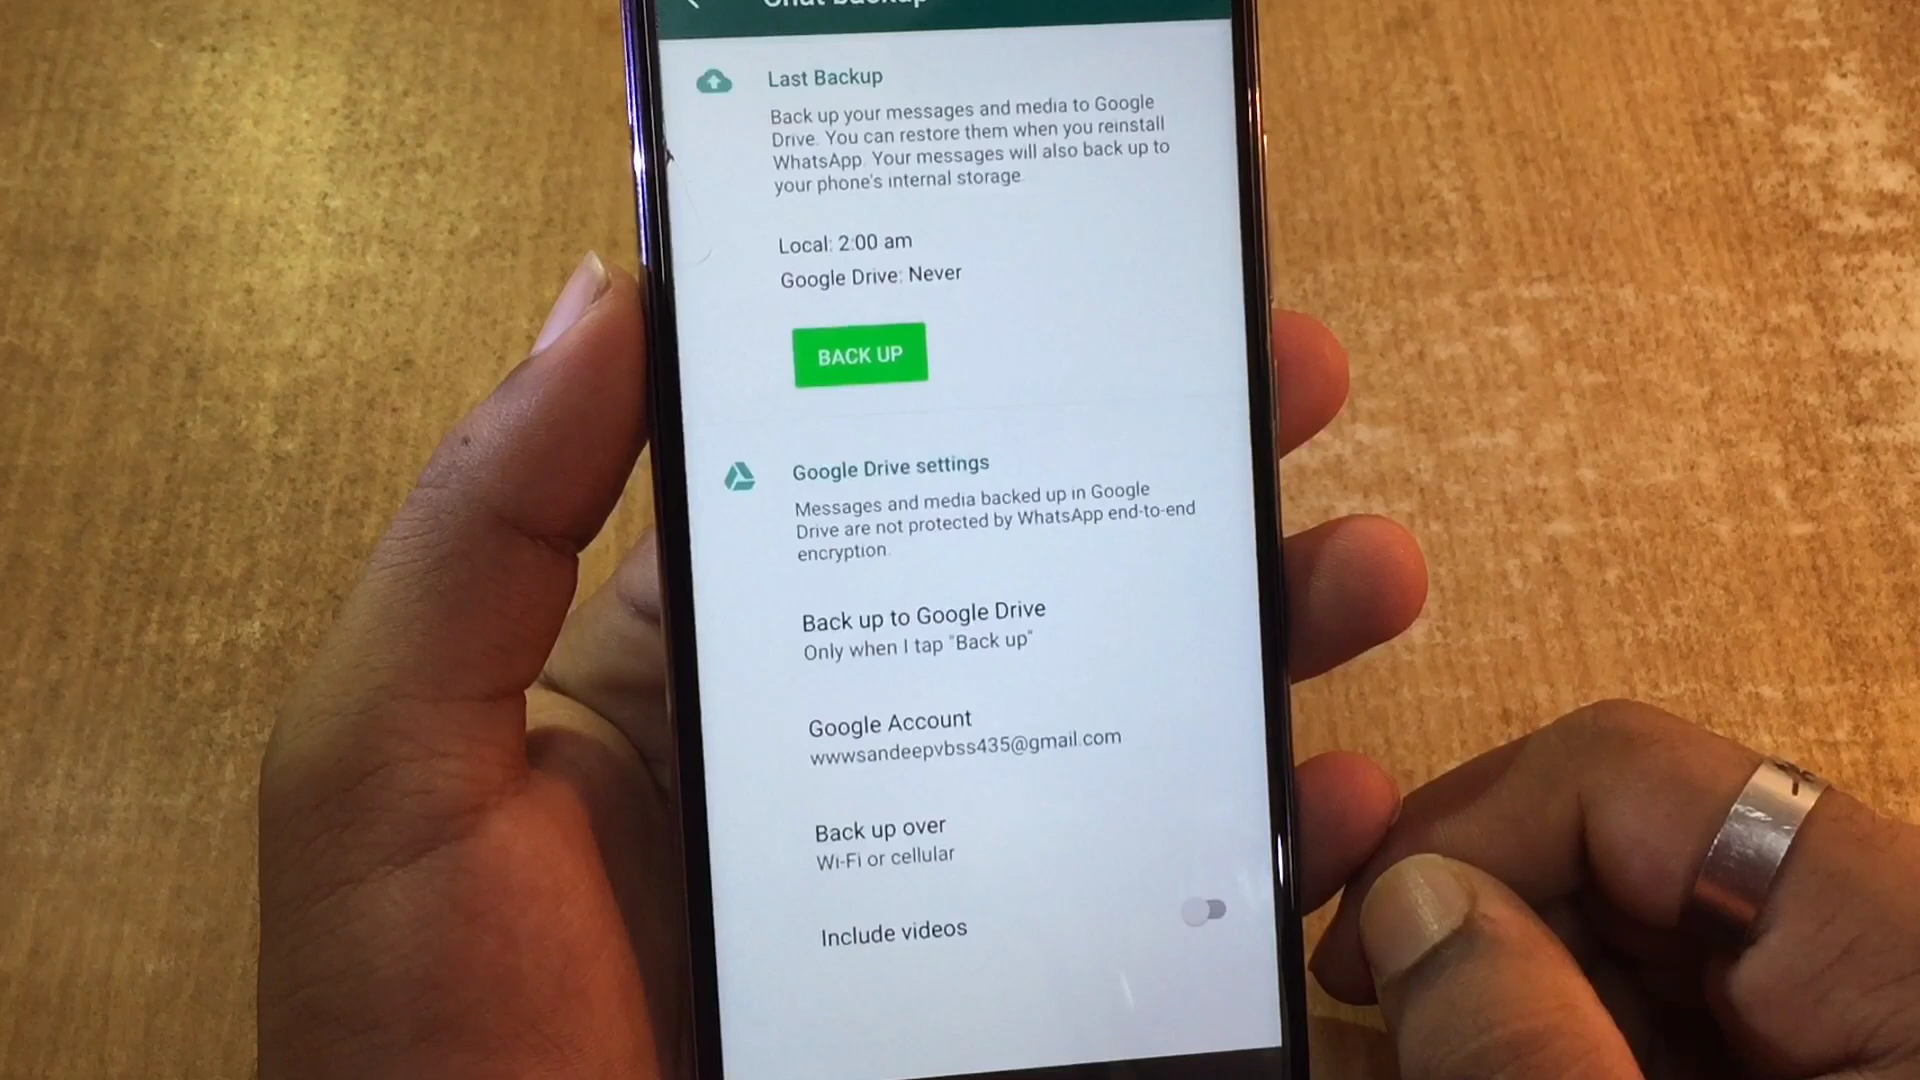 Chat backup
Last Backup
Back up your messages and media to Google
Drive. You can restore them when you reinstall
WhatsApp. Your messages will also back up to
your phone's internal storage.
Local: 2:00 am
Google Drive: Never
BACK UP
Google Drive settings
Messages and media backed up in Google
Drive are not protected by WhatsApp end-to-end
encryption.
Back up to Google Drive
Only when I tap "Back up"
Google Account
wwwsandeepvbss435@gmail.com
Back up over
Wi-Fi or cellular
Include videos